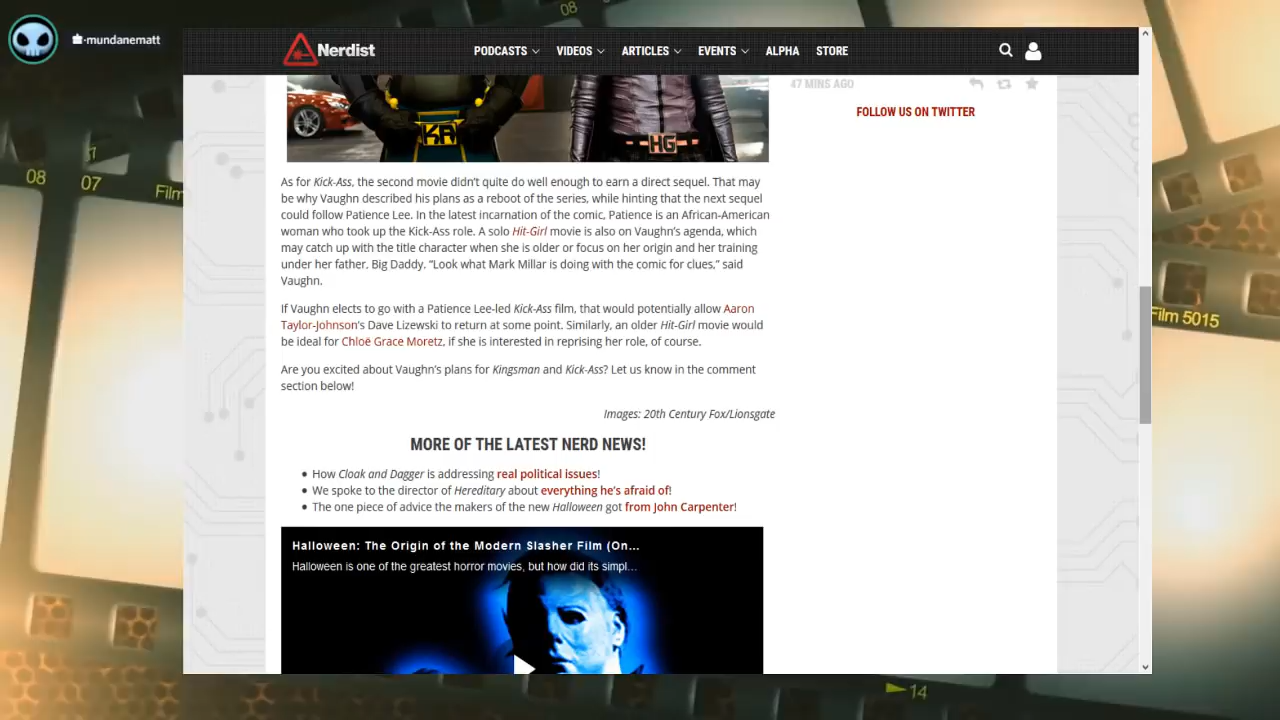 08
-mundanematt
Nerdist
PODCASTS
VIDEOS
ARTICLES
EVENTS
ALPHA
STORE
47 MINS AGO
FOLLOW US ON TWITTER
KA
HG
08
07
Film
As for Kick-Ass, the second movie didn’t quite do well enough to earn a direct sequel. That may
be why Vaughn described his plans as a reboot of the series, while hinting that the next sequel
could follow Patience Lee. In the latest incarnation of the comic, Patience is an African-American
woman who took up the Kick-Ass role. A solo Hit-Girl movie is also on Vaughn’s agenda, which
may catch up with the title character when she is older or focus on her origin and her training
under her father. Big Daddy. “Look what Mark Millar is doing with the comic for clues,” said
Vaughn.
If Vaughn elects to go with a Patience Lee-led Kick-Ass film, that would potentially allow Aaron
Taylor-Johnson’s Dave Lizewski to return at some point. Similarly, an older Hit-Girl movie would
be ideal for Chloë Grace Moretz, if she is interested in reprising her role, of course.
Film 5015
Are you excited about Vaughn’s plans for Kingsman and Kick-Ass? Let us know in the comment
section below!
Images: 20th Century Fox/Lionsgate
MORE OF THE LATEST NERD NEWS!
How Cloak and Dagger is addressing real political issues!
We spoke to the director of Hereditary about everything he’s afraid of!
The one piece of advice the makers of the new Halloween got from John Carpenter!
Halloween: The Origin of the Modern Slasher Film (On...
Halloween is one of the greatest horror movies, but how did its simpl...
14